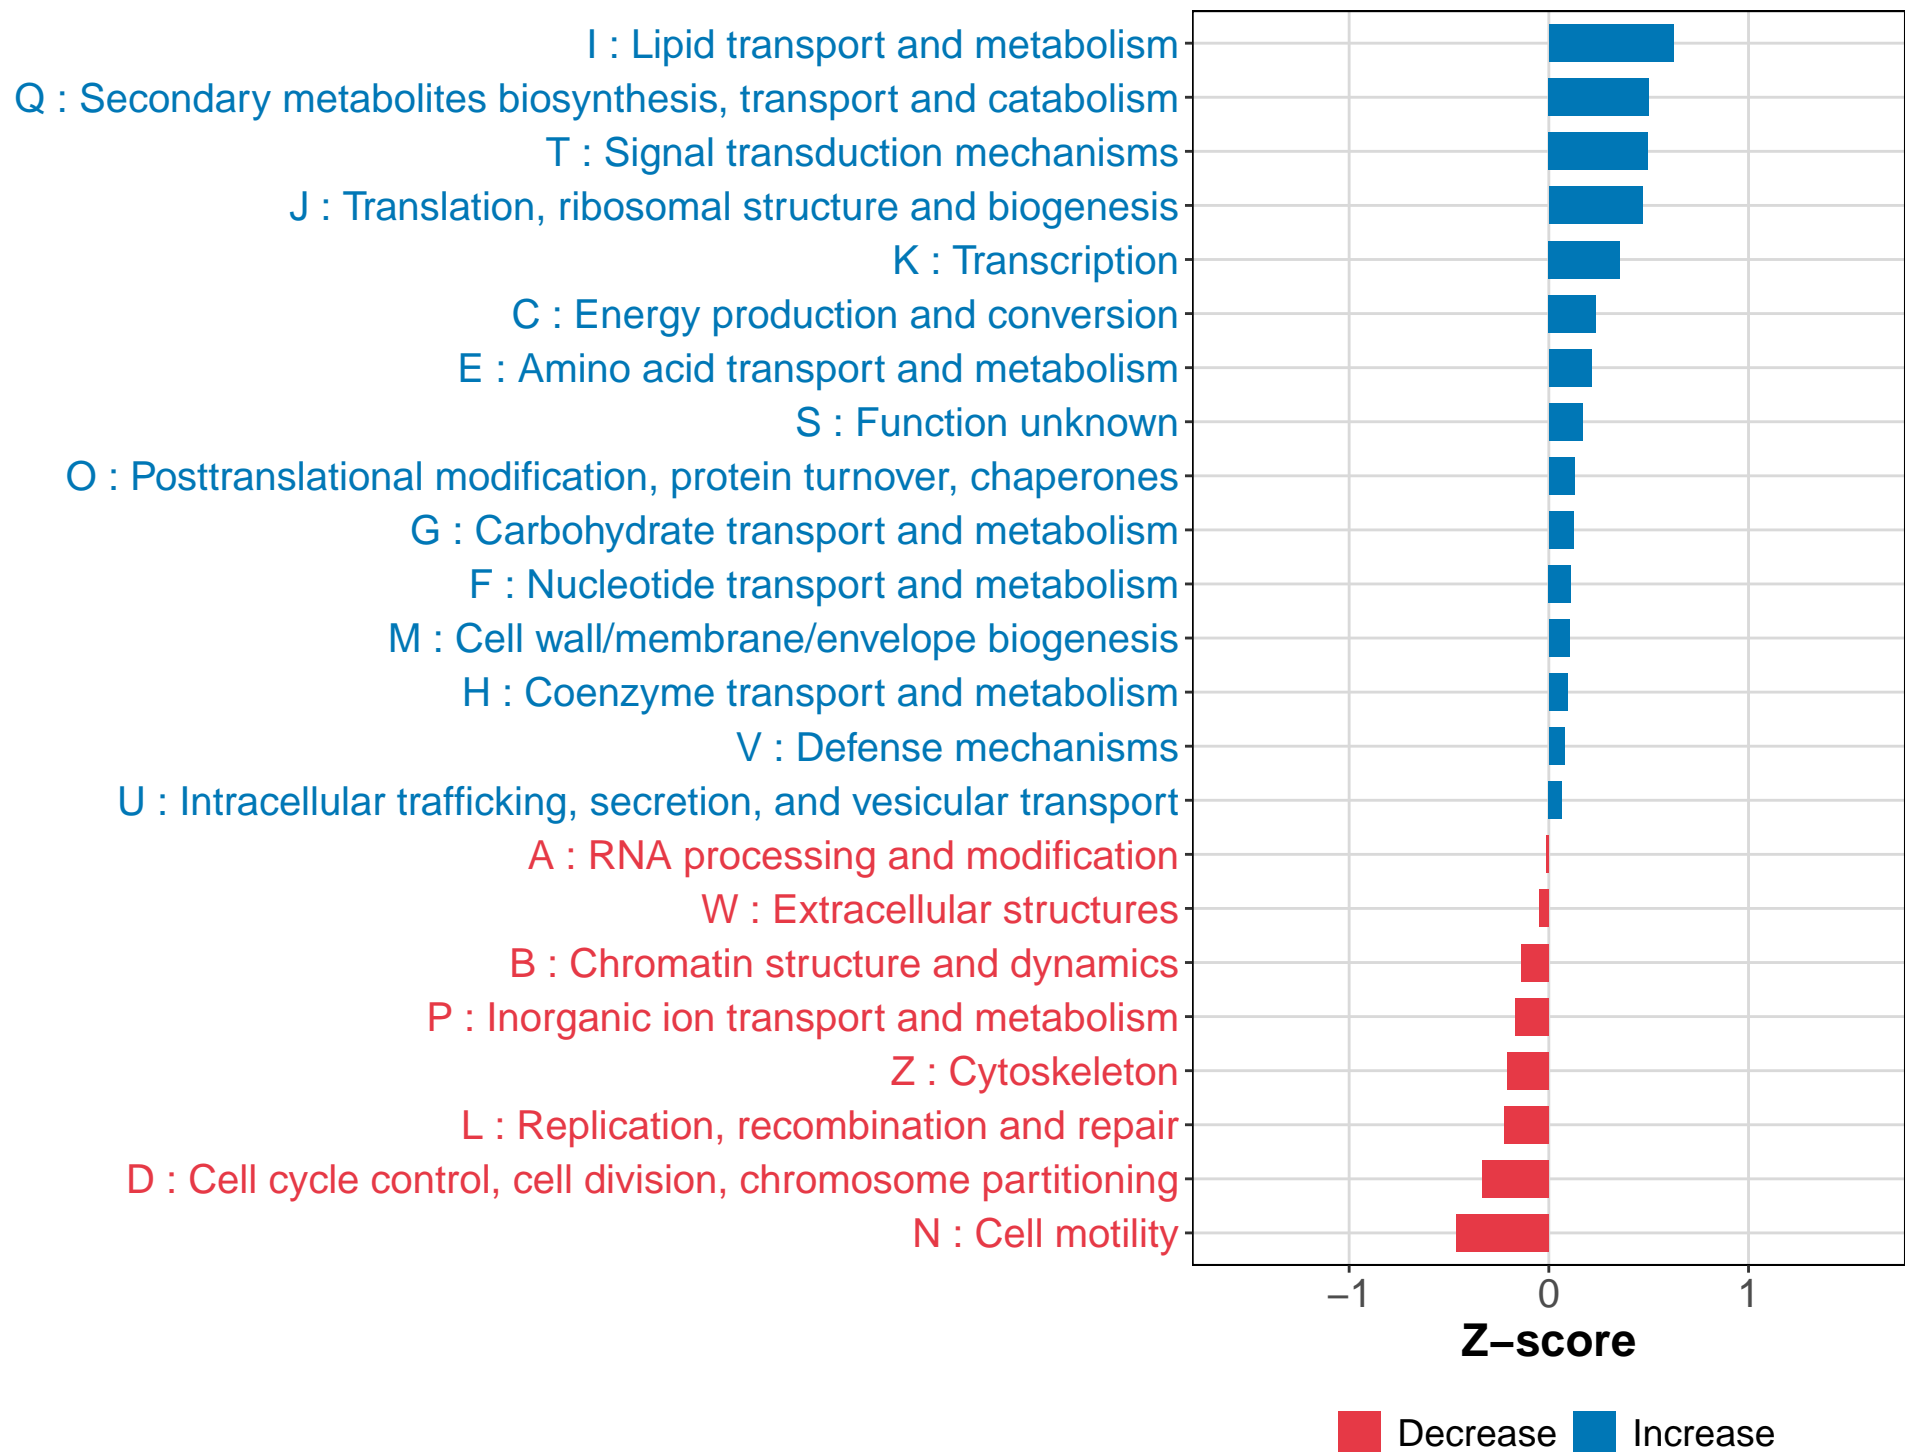 I : Lipid transport and metabolism
Q : Secondary metabolites biosynthesis, transport and catabolism
T : Signal transduction mechanisms
J : Translation, ribosomal structure and biogenesis
K : Transcription
C : Energy production and conversion
E : Amino acid transport and metabolism
S : Function unknown
O : Posttranslational modification, protein turnover, chaperones
G : Carbohydrate transport and metabolism
F : Nucleotide transport and metabolism
M : Cell wall/membrane/envelope biogenesis
H : Coenzyme transport and metabolism
V : Defense mechanisms
U : Intracellular trafficking, secretion, and vesicular transport
A : RNA processing and modification
W : Extracellular structures
B : Chromatin structure and dynamics
P : Inorganic ion transport and metabolism
Z : Cytoskeleton
L : Replication, recombination and repair
D : Cell cycle control, cell division, chromosome partitioning
N : Cell motility
−1 0 1
Z−score
Decrease Increase